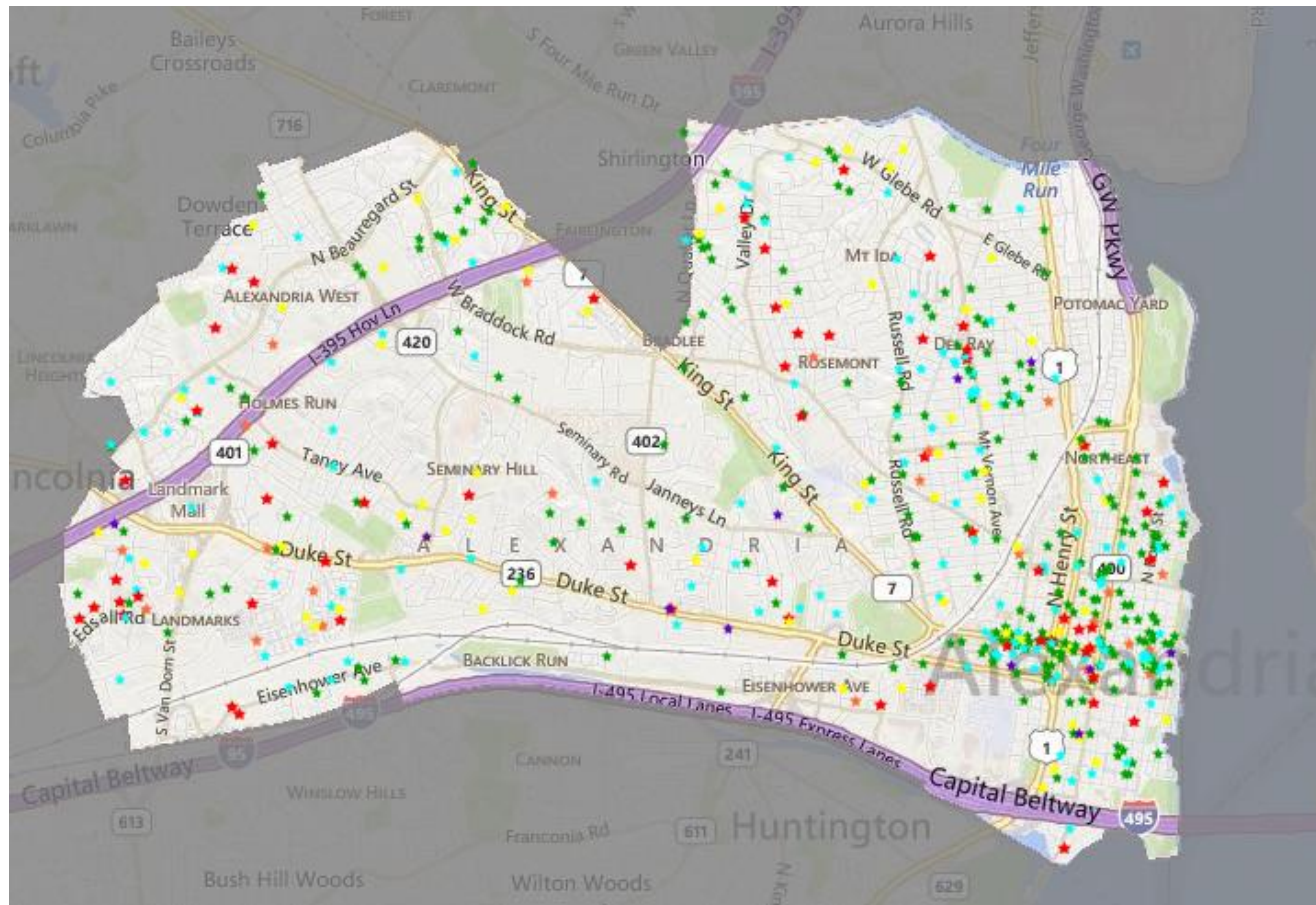 FOREST
Baileys
Crossroads
Aurora Hills
S Four Mile Run Dr
GREEN VALLEY
I-395
Columbia Pike
CLAREMONT
395
716
Shirlington
Four
Mile
Run
W Glebe Rd
GW Pkwy
King St
Dowden
Terrace
N Beauregard St
FAIRLINGTON
Valley Dr
E Glebe Rd
MT IDA
7
ALEXANDRIA WEST
W Braddock Rd
POTOMAC YARD
I-395 Hov Ln
420
BRADLEE
Russell Rd
DEL RAY
ROSEMONT
1
King St
HOLMES RUN
401
Taney Ave
Seminary Rd
402
SEMINARY HILL
King St
Mt Vernon Ave
NORTHEAST
Landmark
Mall
Janneys Ln
Russell Rd
Duke St
ALEXANDRIA
N Henry St
400
236
Duke St
7
Edsall Rd
LANDMARKS
Duke St
S Van Dorn St
Eisenhower Ave
BACKLICK RUN
EISENHOWER AVE
I-495 Local Lanes
I-495 Express Lanes
241
1
Capital Beltway
CANNON
Capital Beltway
WINSLOW HILLS
495
613
Franconia Rd
611
Huntington
Bush Hill Woods
Wilton Woods
629